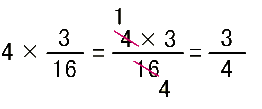 4 × 3/16 = 1 4 × 3 / 16 4 = 3/4